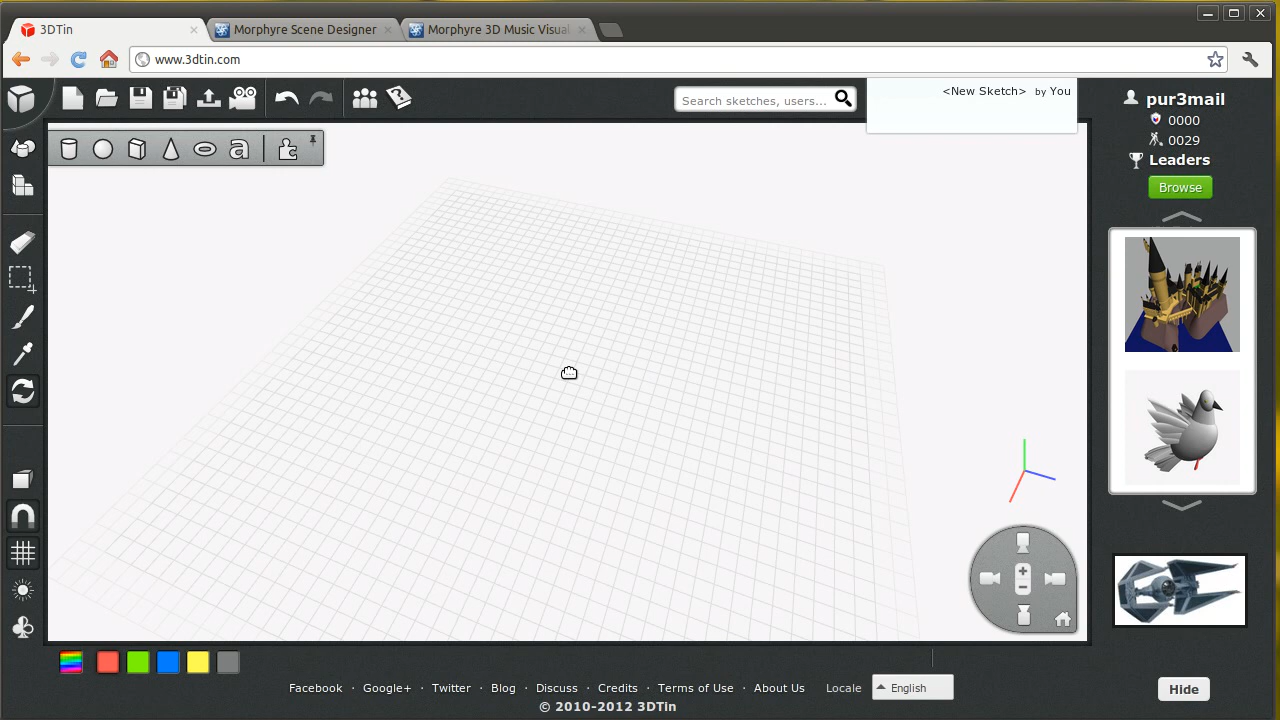 3DTin
Morphyre Scene Designer
Morphyre 3D Music Visual
www.3dtin.com
Search sketches, users...
<New Sketch> by You
pur3mail
0000
0029
Leaders
Browse
a
Facebook · Google+ · Twitter · Blog · Discuss · Credits · Terms of Use · About Us
Locale
English
Hide
© 2010-2012 3DTin